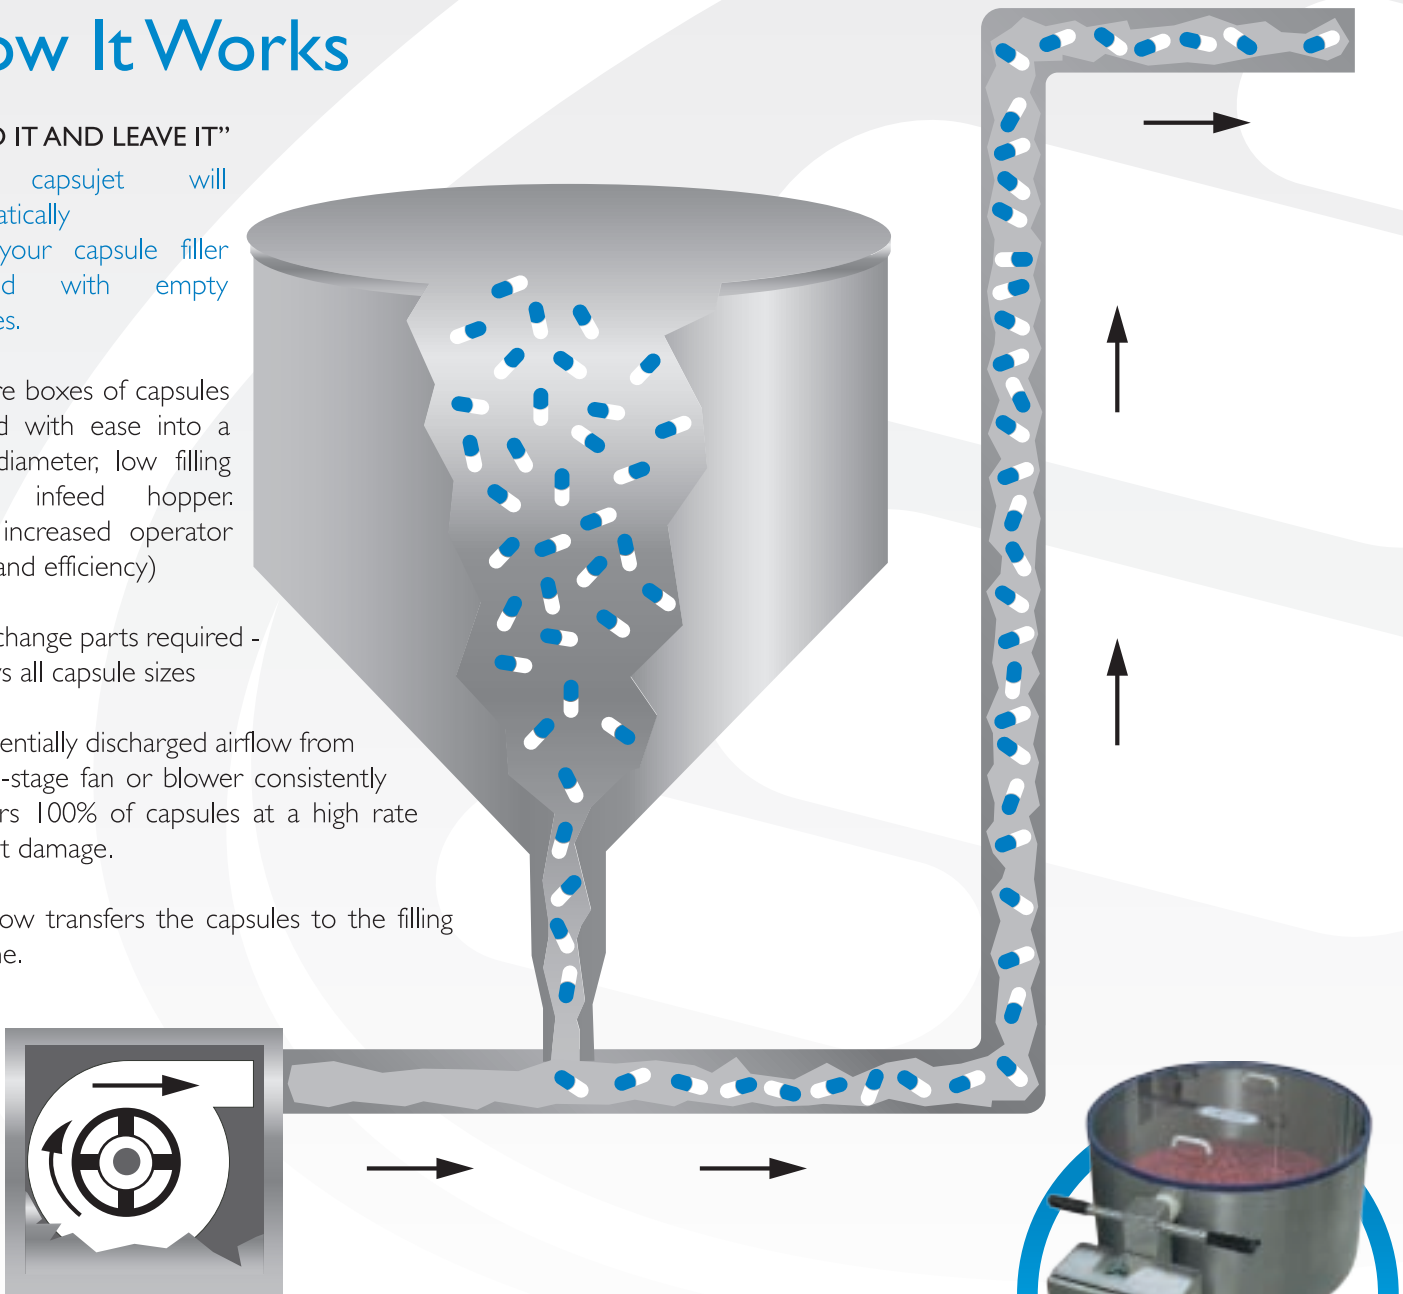 ow It Works
D IT AND LEAVE IT”
capsujet will
atically
your capsule filler
d with empty
es.
re boxes of capsules
d with ease into a
diameter, low filling
infeed hopper.
increased operator
and efficiency)
change parts required -
s all capsule sizes
entially discharged airflow from
-stage fan or blower consistently
rs 100% of capsules at a high rate
t damage.
ow transfers the capsules to the filling
ne.